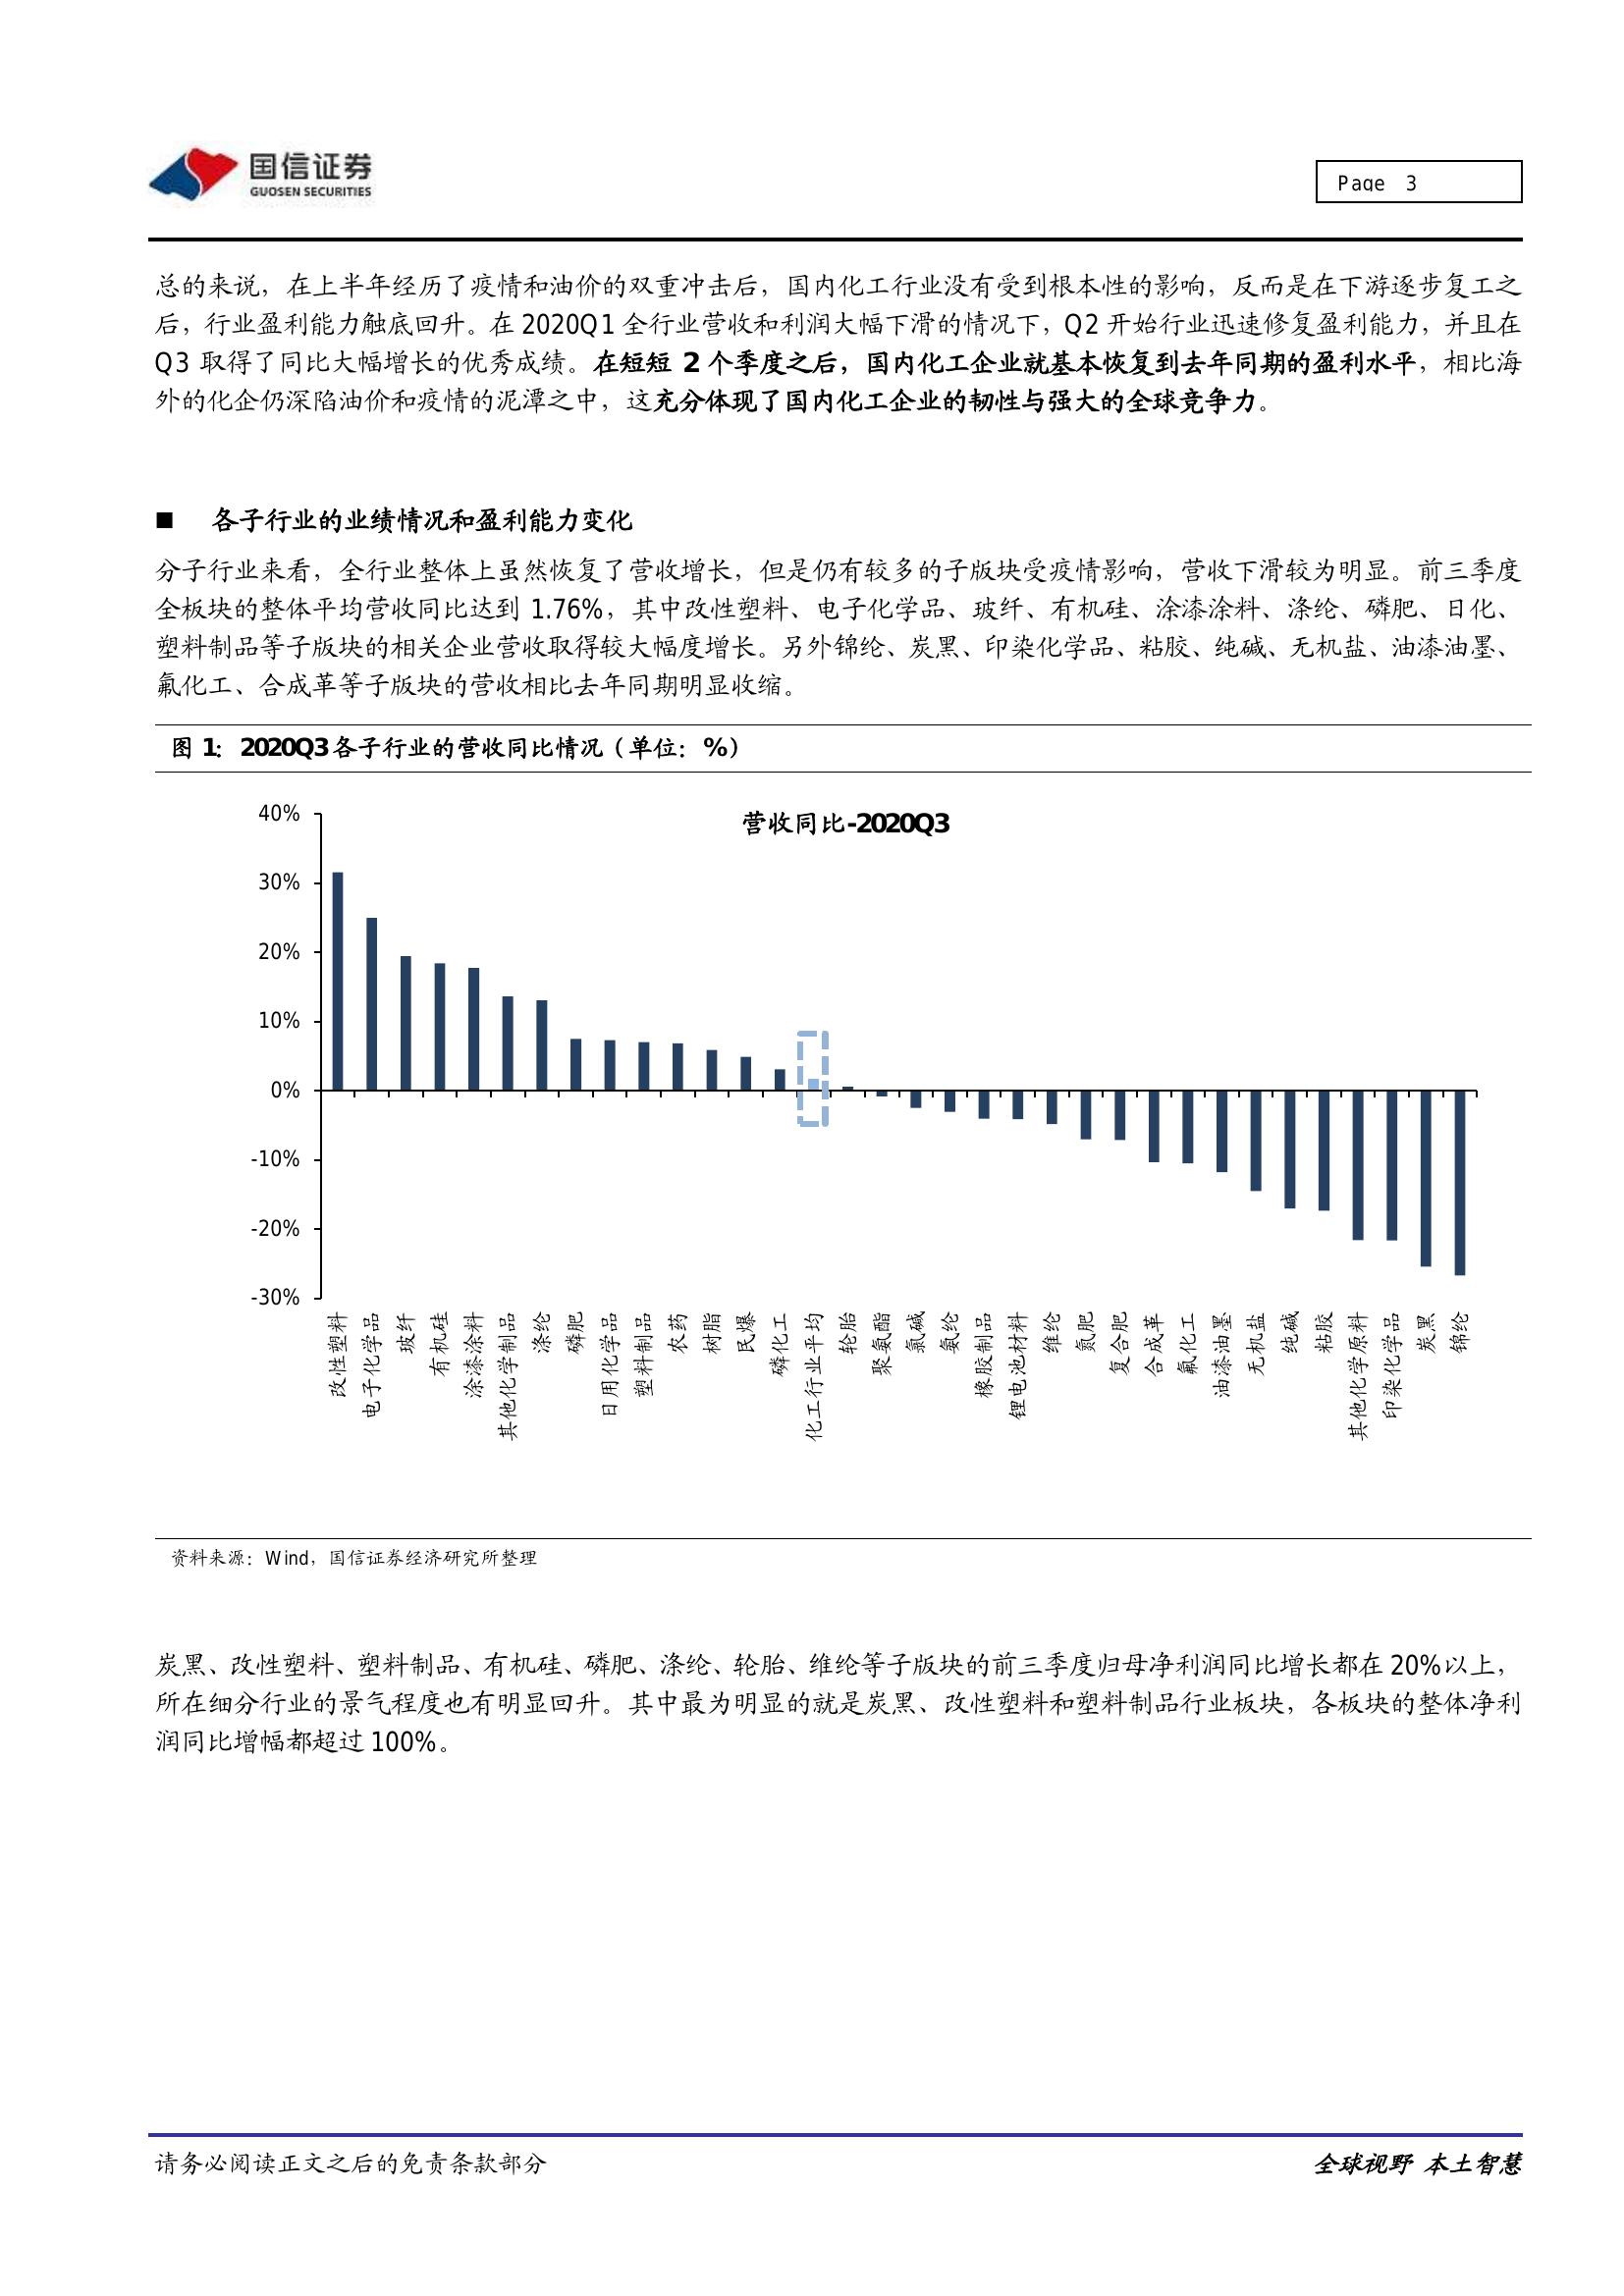 国信证券
GUOSEN SECURITIES
Page 3
总的来说，在上半年经历了疫情和油价的双重冲击后，国内化工行业没有受到根本性的影响，反而是在下游逐步复工之
后，行业盈利能力触底回升。在 2020Q1 全行业营收和利润大幅下滑的情况下，Q2 开始行业迅速修复盈利能力，并且在
Q3 取得了同比大幅增长的优秀成绩。在短短 2 个季度之后，国内化工企业就基本恢复到去年同期的盈利水平，相比海
外的化企仍深陷油价和疫情的泥潭之中，这充分体现了国内化工企业的韧性与强大的全球竞争力。
■ 各子行业的业绩情况和盈利能力变化
分子行业来看，全行业整体上虽然恢复了营收增长，但是仍有较多的子版块受疫情影响，营收下滑较为明显。前三季度
全板块的整体平均营收同比达到 1.76%，其中改性塑料、电子化学品、玻纤、有机硅、涂漆涂料、涤纶、磷肥、日化、
塑料制品等子版块的相关企业营收取得较大幅度增长。另外锦纶、炭黑、印染化学品、粘胶、纯碱、无机盐、油漆油墨、
氟化工、合成革等子版块的营收相比去年同期明显收缩。
图 1：2020Q3各子行业的营收同比情况（单位：%）
营收同比-2020Q3
40%
30%
20%
10%
0%
-10%
-20%
-30%
改性塑料
电子化学品
玻纤
有机硅
涂漆涂料
其他化学制品
涤纶
磷肥
日用化学品
塑料制品
农药
树脂
民爆
磷化工
化工行业平均
轮胎
聚氨酯
氯碱
氨纶
橡胶制品
锂电池材料
维纶
氮肥
复合肥
合成革
氟化工
油漆油墨
无机盐
纯碱
粘胶
其他化学原料
印染化学品
炭黑
锦纶
资料来源：Wind，国信证券经济研究所整理
炭黑、改性塑料、塑料制品、有机硅、磷肥、涤纶、轮胎、维纶等子版块的前三季度归母净利润同比增长都在 20%以上，
所在细分行业的景气程度也有明显回升。其中最为明显的就是炭黑、改性塑料和塑料制品行业板块，各板块的整体净利
润同比增幅都超过 100%。
请务必阅读正文之后的免责条款部分
全球视野 本土智慧